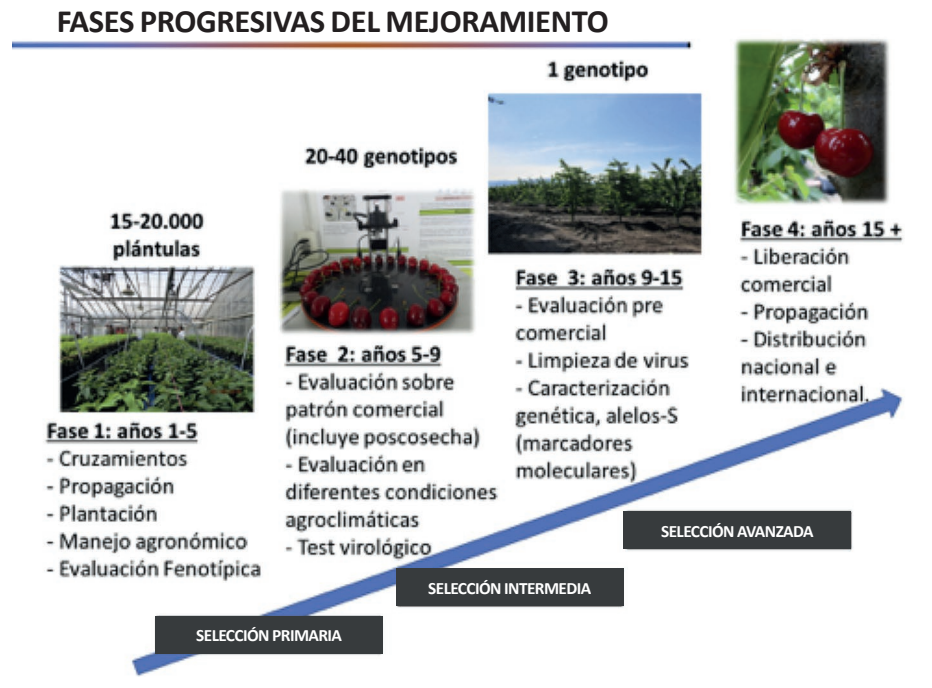 FASES PROGRESIVAS DEL MEJORAMIENTO
15-20.000
plántulas
Fase 1: años 1-5
- Cruzamientos
- Propagación
- Plantación
- Manejo agronómico
- Evaluación Fenotípica
20-40 genotipos
Fase 2: años 5-9
- Evaluación sobre
patrón comercial
(incluye poscosecha)
- Evaluación en
diferentes condiciones
agroclimáticas
- Test virológico
1 genotipo
Fase 3: años 9-15
- Evaluación pre
comercial
- Limpieza de virus
- Caracterización
genética, alelos-S
(marcadores
moleculares)
Fase 4: años 15 +
- Liberación
comercial
- Propagación
- Distribución
nacional e
internacional.
SELECCIÓN PRIMARIA
SELECCIÓN INTERMEDIA
SELECCIÓN AVANZADA